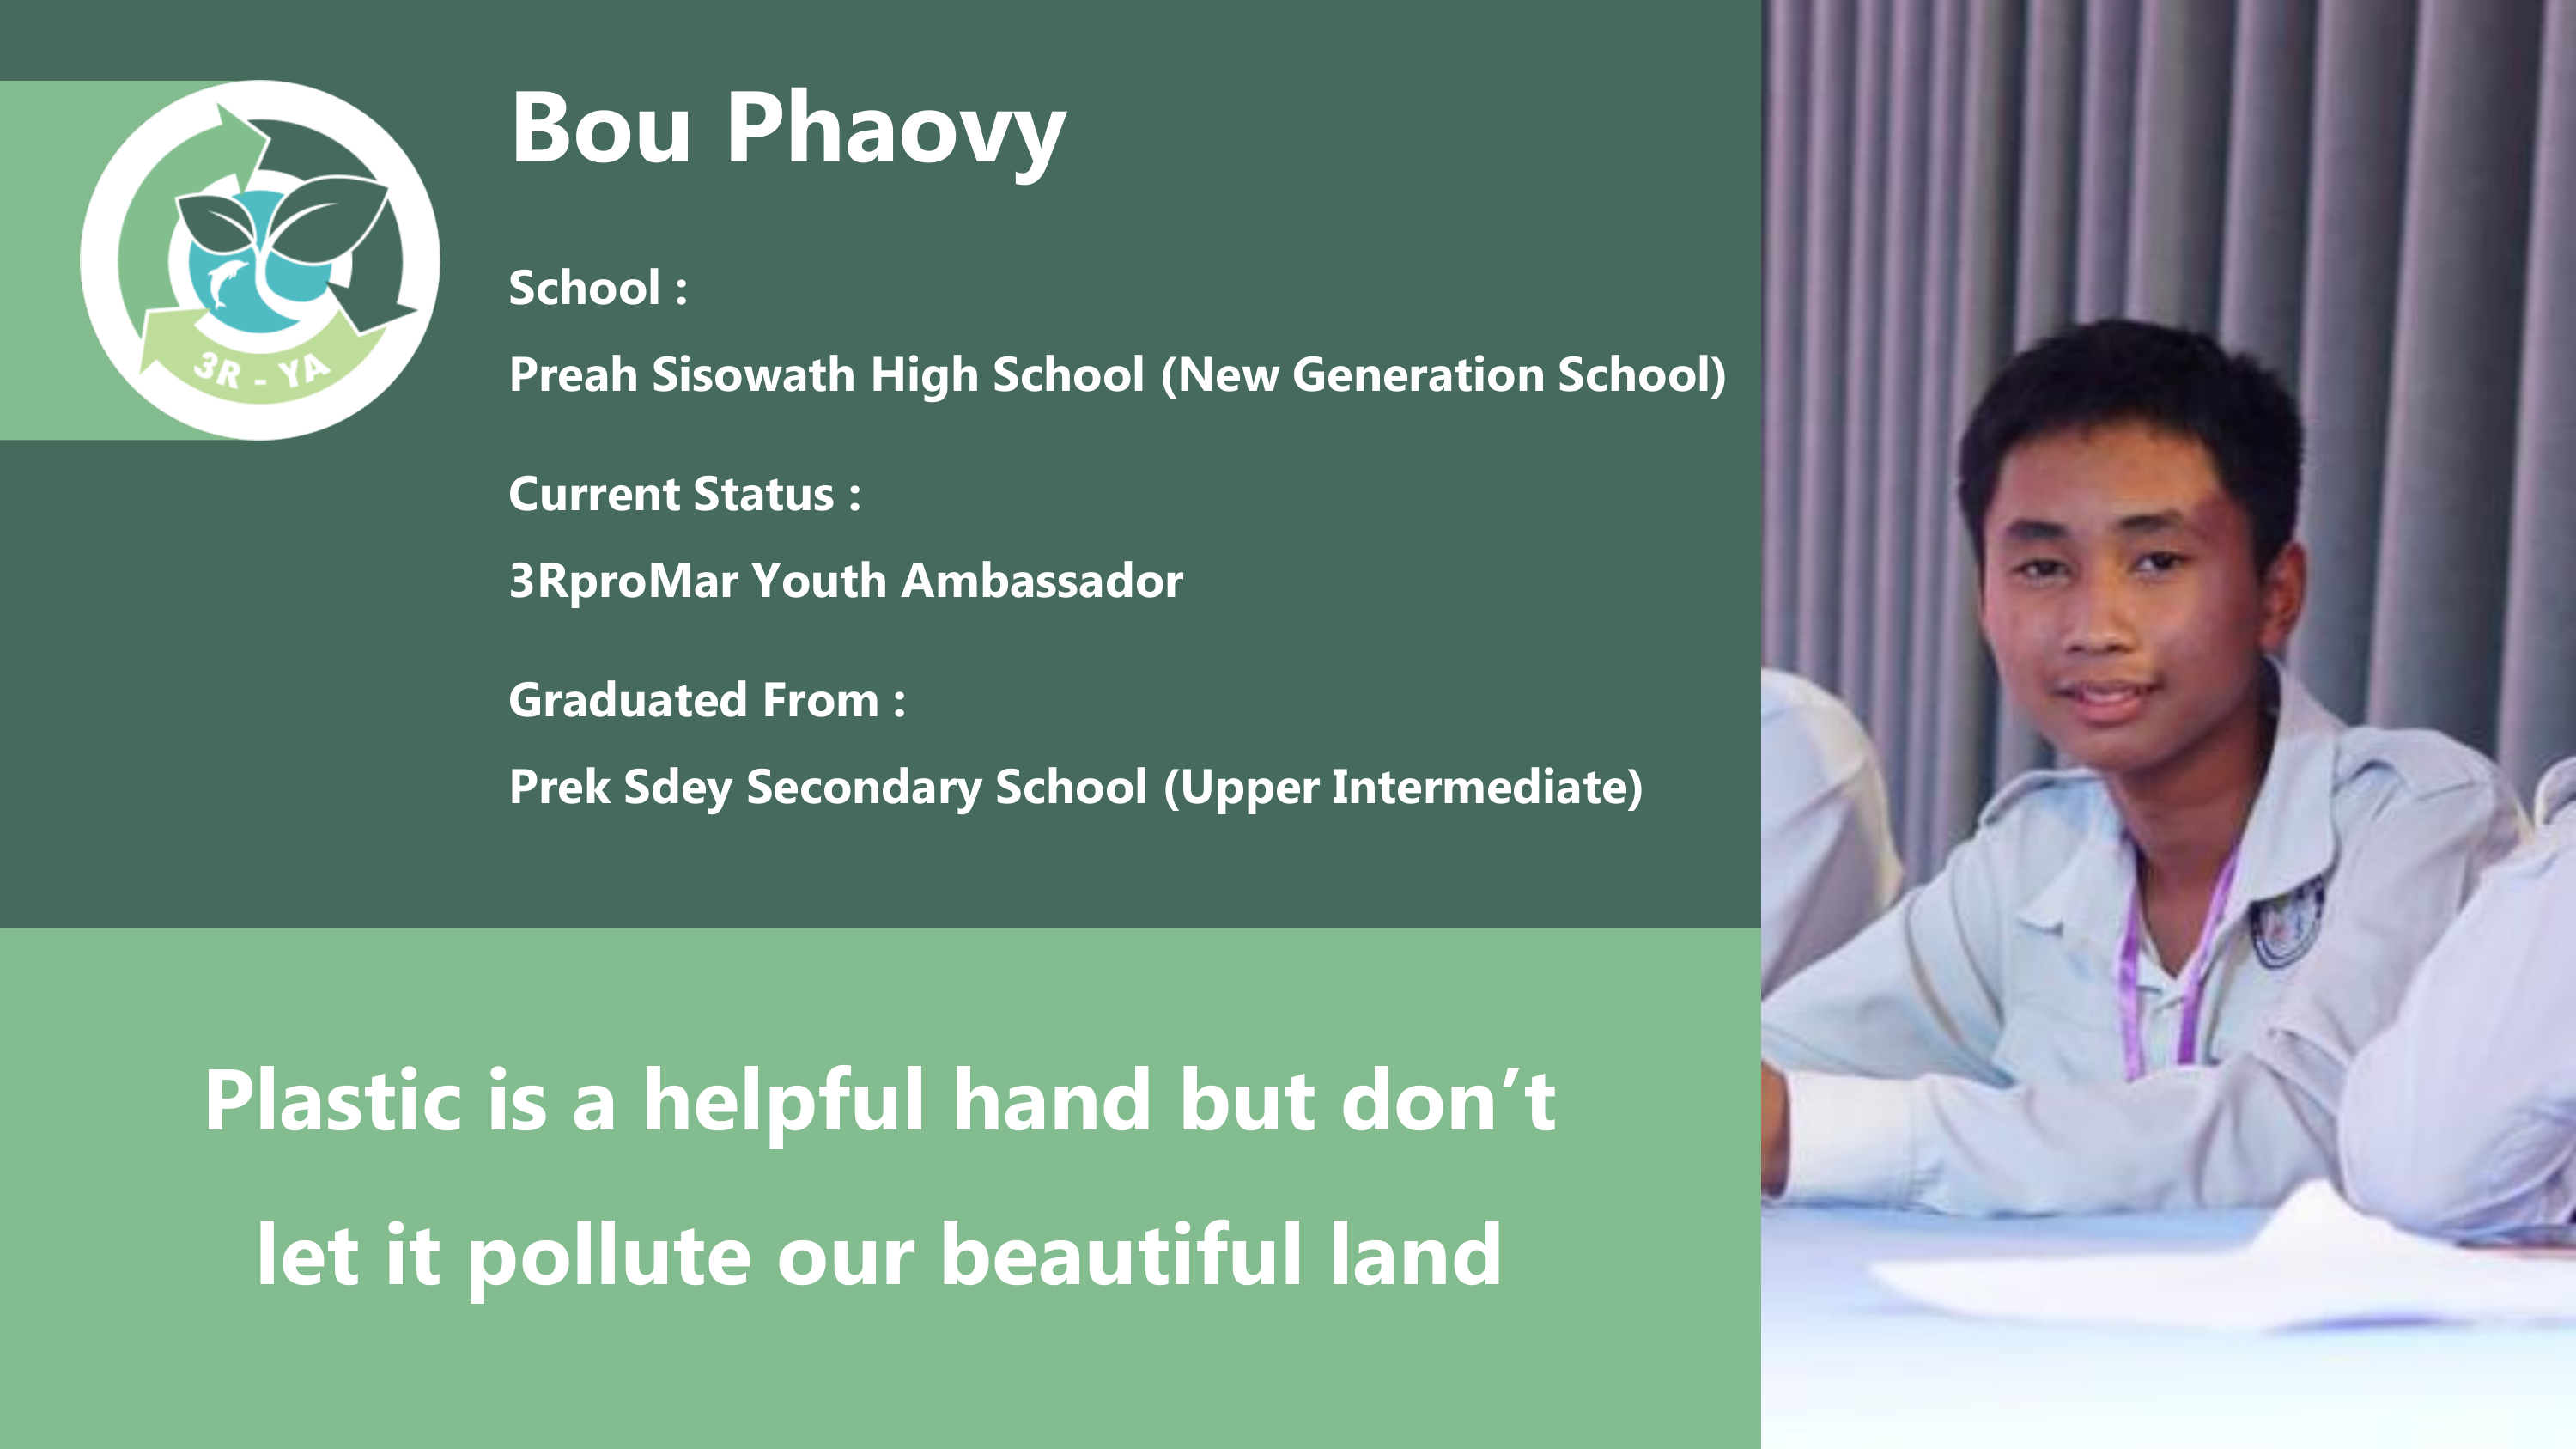 Bou Phaovy
3R - YA
School :
Preah Sisowath High School (New Generation School)
Current Status :
3RproMar Youth Ambassador
Graduated From :
Prek Sdey Secondary School (Upper Intermediate)
Plastic is a helpful hand but don’t
let it pollute our beautiful land